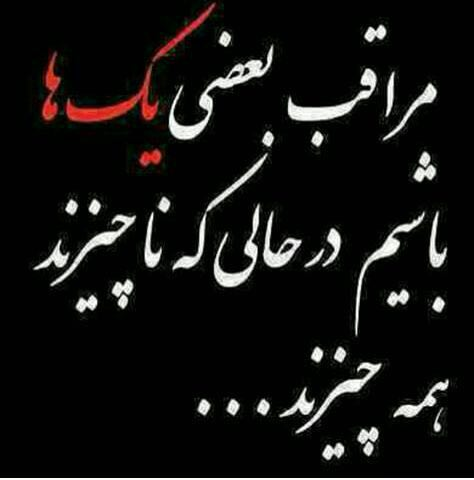 مراقب بعضی یک ها
باشیم در حالی که ناچیزند
همه چیزند...